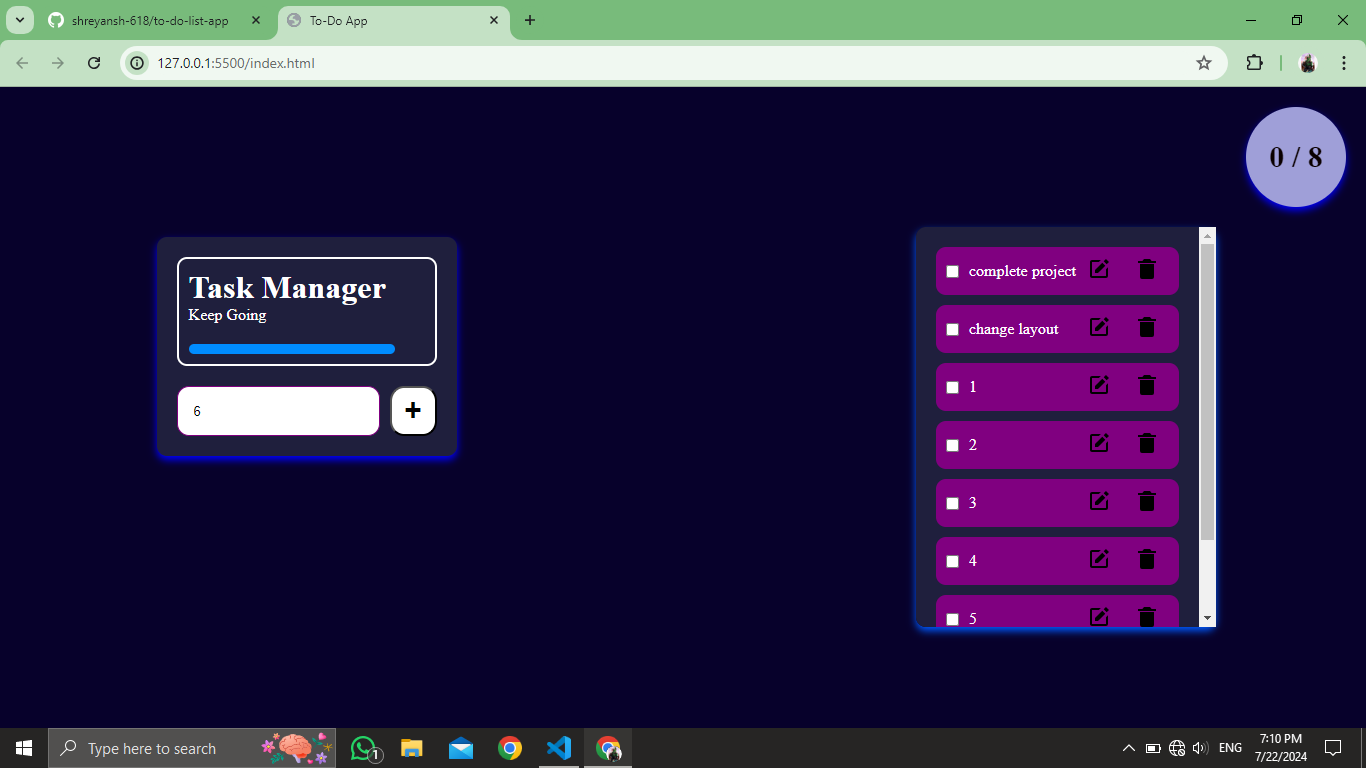 shreyansh-618/to-do-list-app
To-Do App
127.0.0.1:5500/index.html
0 / 8
Task Manager
Keep Going
6
+
complete project
change layout
1
2
3
4
5
Type here to search
1
ENG
7:10 PM
7/22/2024